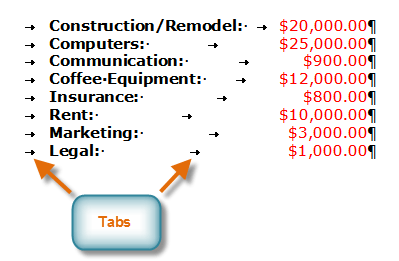 → Construction/Remodel:· → $20,000.00¶
→ Computers:· → $25,000.00¶
→ Communication:· → $900.00¶
→ Coffee·Equipment:· → $12,000.00¶
→ Insurance:· → $800.00¶
→ Rent:· → $10,000.00¶
→ Marketing:· → $3,000.00¶
→ Legal:· → $1,000.00¶
Tabs